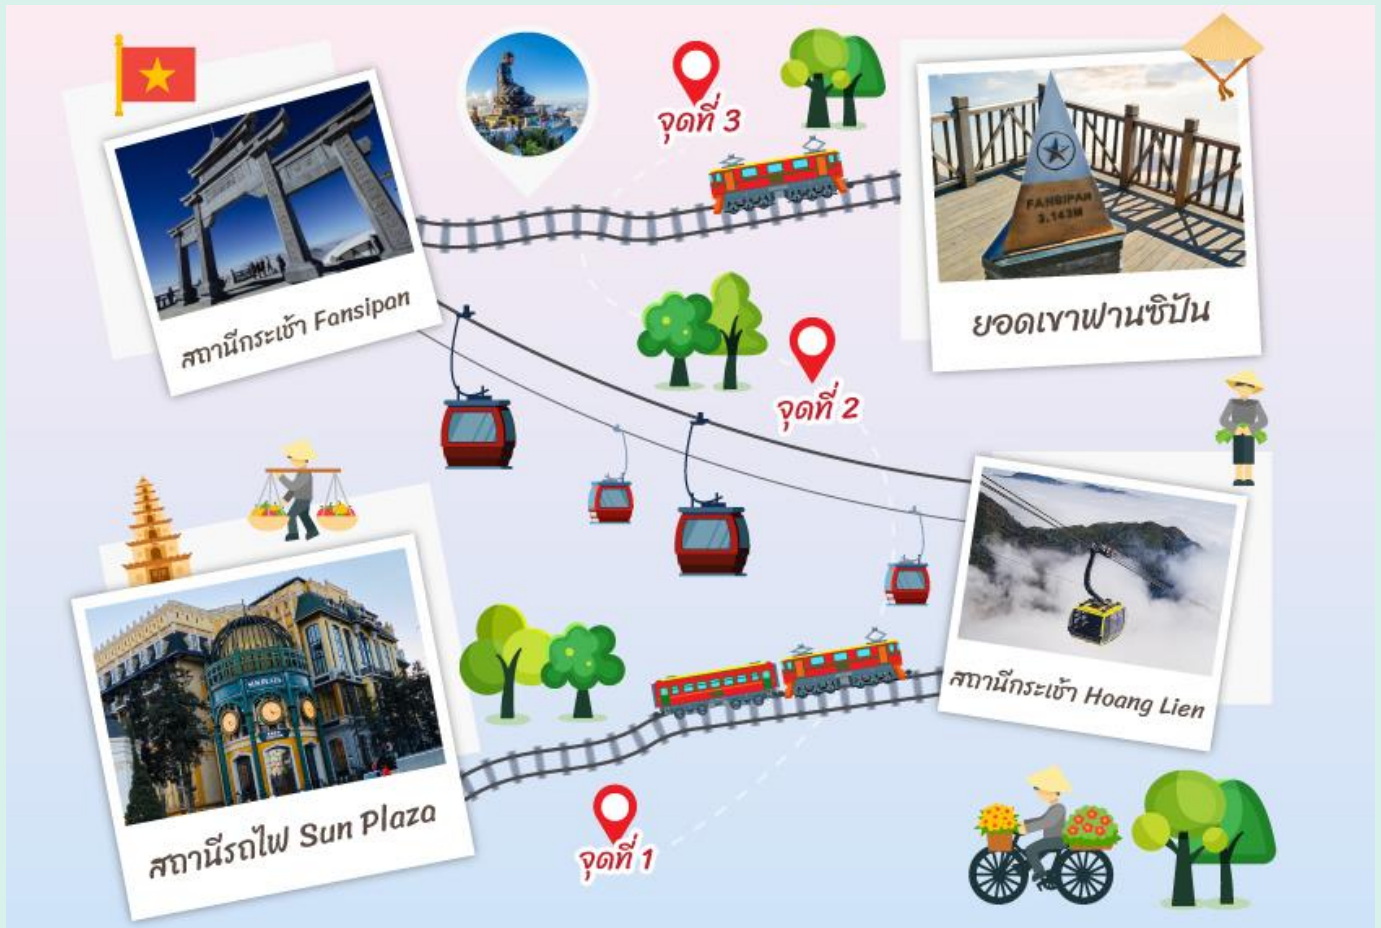 จุดที่ 3
FANSIPAN
3.143M
สถานีกระเช้า Fansipan
ยอดเขาฟานซิปัน
จุดที่ 2
SUN PLAZA
สถานีกระเช้า Hoang Lien
สถานีรถไฟ Sun Plaza
จุดที่ 1